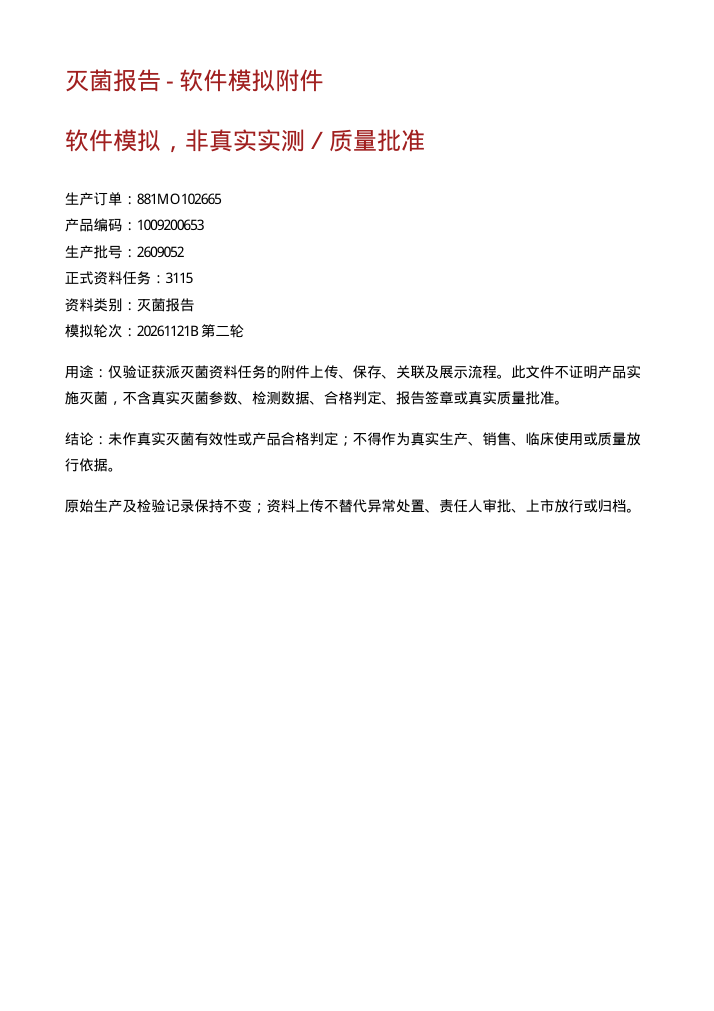 灭菌报告 - 软件模拟附件
软件模拟，非真实实测 / 质量批准
生产订单：881MO102665
产品编码：1009200653
生产批号：2609052
正式资料任务：3115
资料类别：灭菌报告
模拟轮次：20261121B 第二轮
用途：仅验证获派灭菌资料任务的附件上传、保存、关联及展示流程。此文件不证明产品实
施灭菌，不含真实灭菌参数、检测数据、合格判定、报告签章或真实质量批准。
结论：未作真实灭菌有效性或产品合格判定；不得作为真实生产、销售、临床使用或质量放
行依据。
原始生产及检验记录保持不变；资料上传不替代异常处置、责任人审批、上市放行或归档。